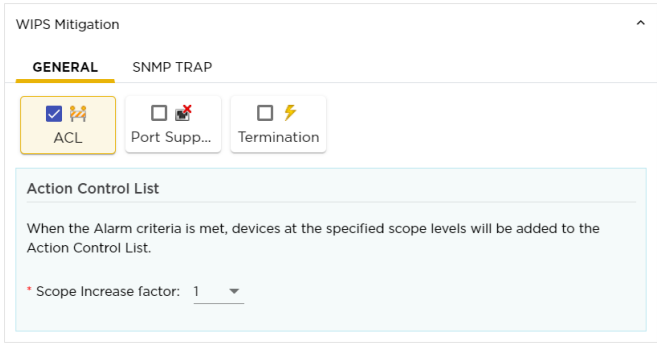 WIPS Mitigation
GENERAL SNMP TRAP
ACL Port Supp... Termination
Action Control List
When the Alarm criteria is met, devices at the specified scope levels will be added to the
Action Control List.
* Scope Increase factor: 1